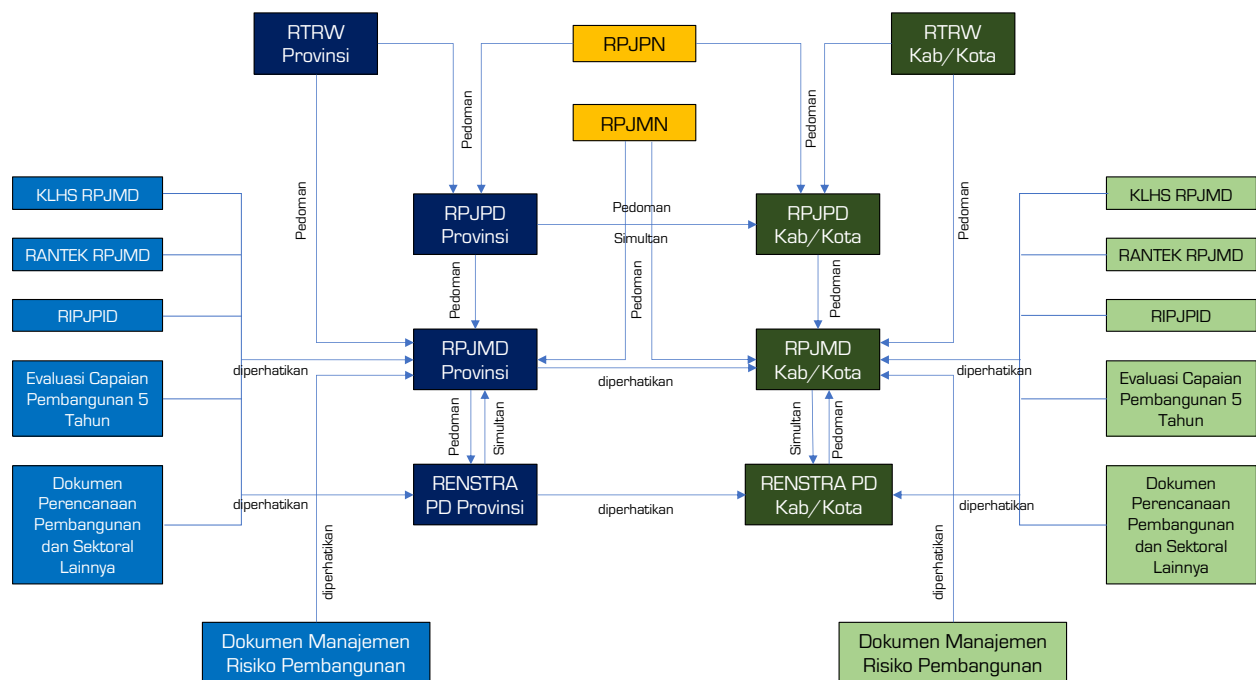 RTRW
Provinsi
RPJPN
RTRW
Kab/Kota
RPJMN
Pedoman
Pedoman
Pedoman
Pedoman
KLHS RPJMD
RANTEK RPJMD
RIPJPID
Evaluasi Capaian
Pembangunan 5
Tahun
Dokumen
Perencanaan
Pembangunan
dan Sektoral
Lainnya
RPJPD
Provinsi
Pedoman
Simultan
RPJPD
Kab/Kota
Pedoman
Pedoman
Pedoman
RPJMD
Provinsi
diperhatikan
RPJMD
Kab/Kota
diperhatikan
diperhatikan
Pedoman
Simultan
Simultan
Pedoman
RENSTRA
PD Provinsi
diperhatikan
RENSTRA PD
Kab/Kota
diperhatikan
diperhatikan
diperhatikan
diperhatikan
KLHS RPJMD
RANTEK RPJMD
RIPJPID
Evaluasi Capaian
Pembangunan 5
Tahun
Dokumen
Perencanaan
Pembangunan
dan Sektoral
Lainnya
Dokumen Manajemen
Risiko Pembangunan
Dokumen Manajemen
Risiko Pembangunan